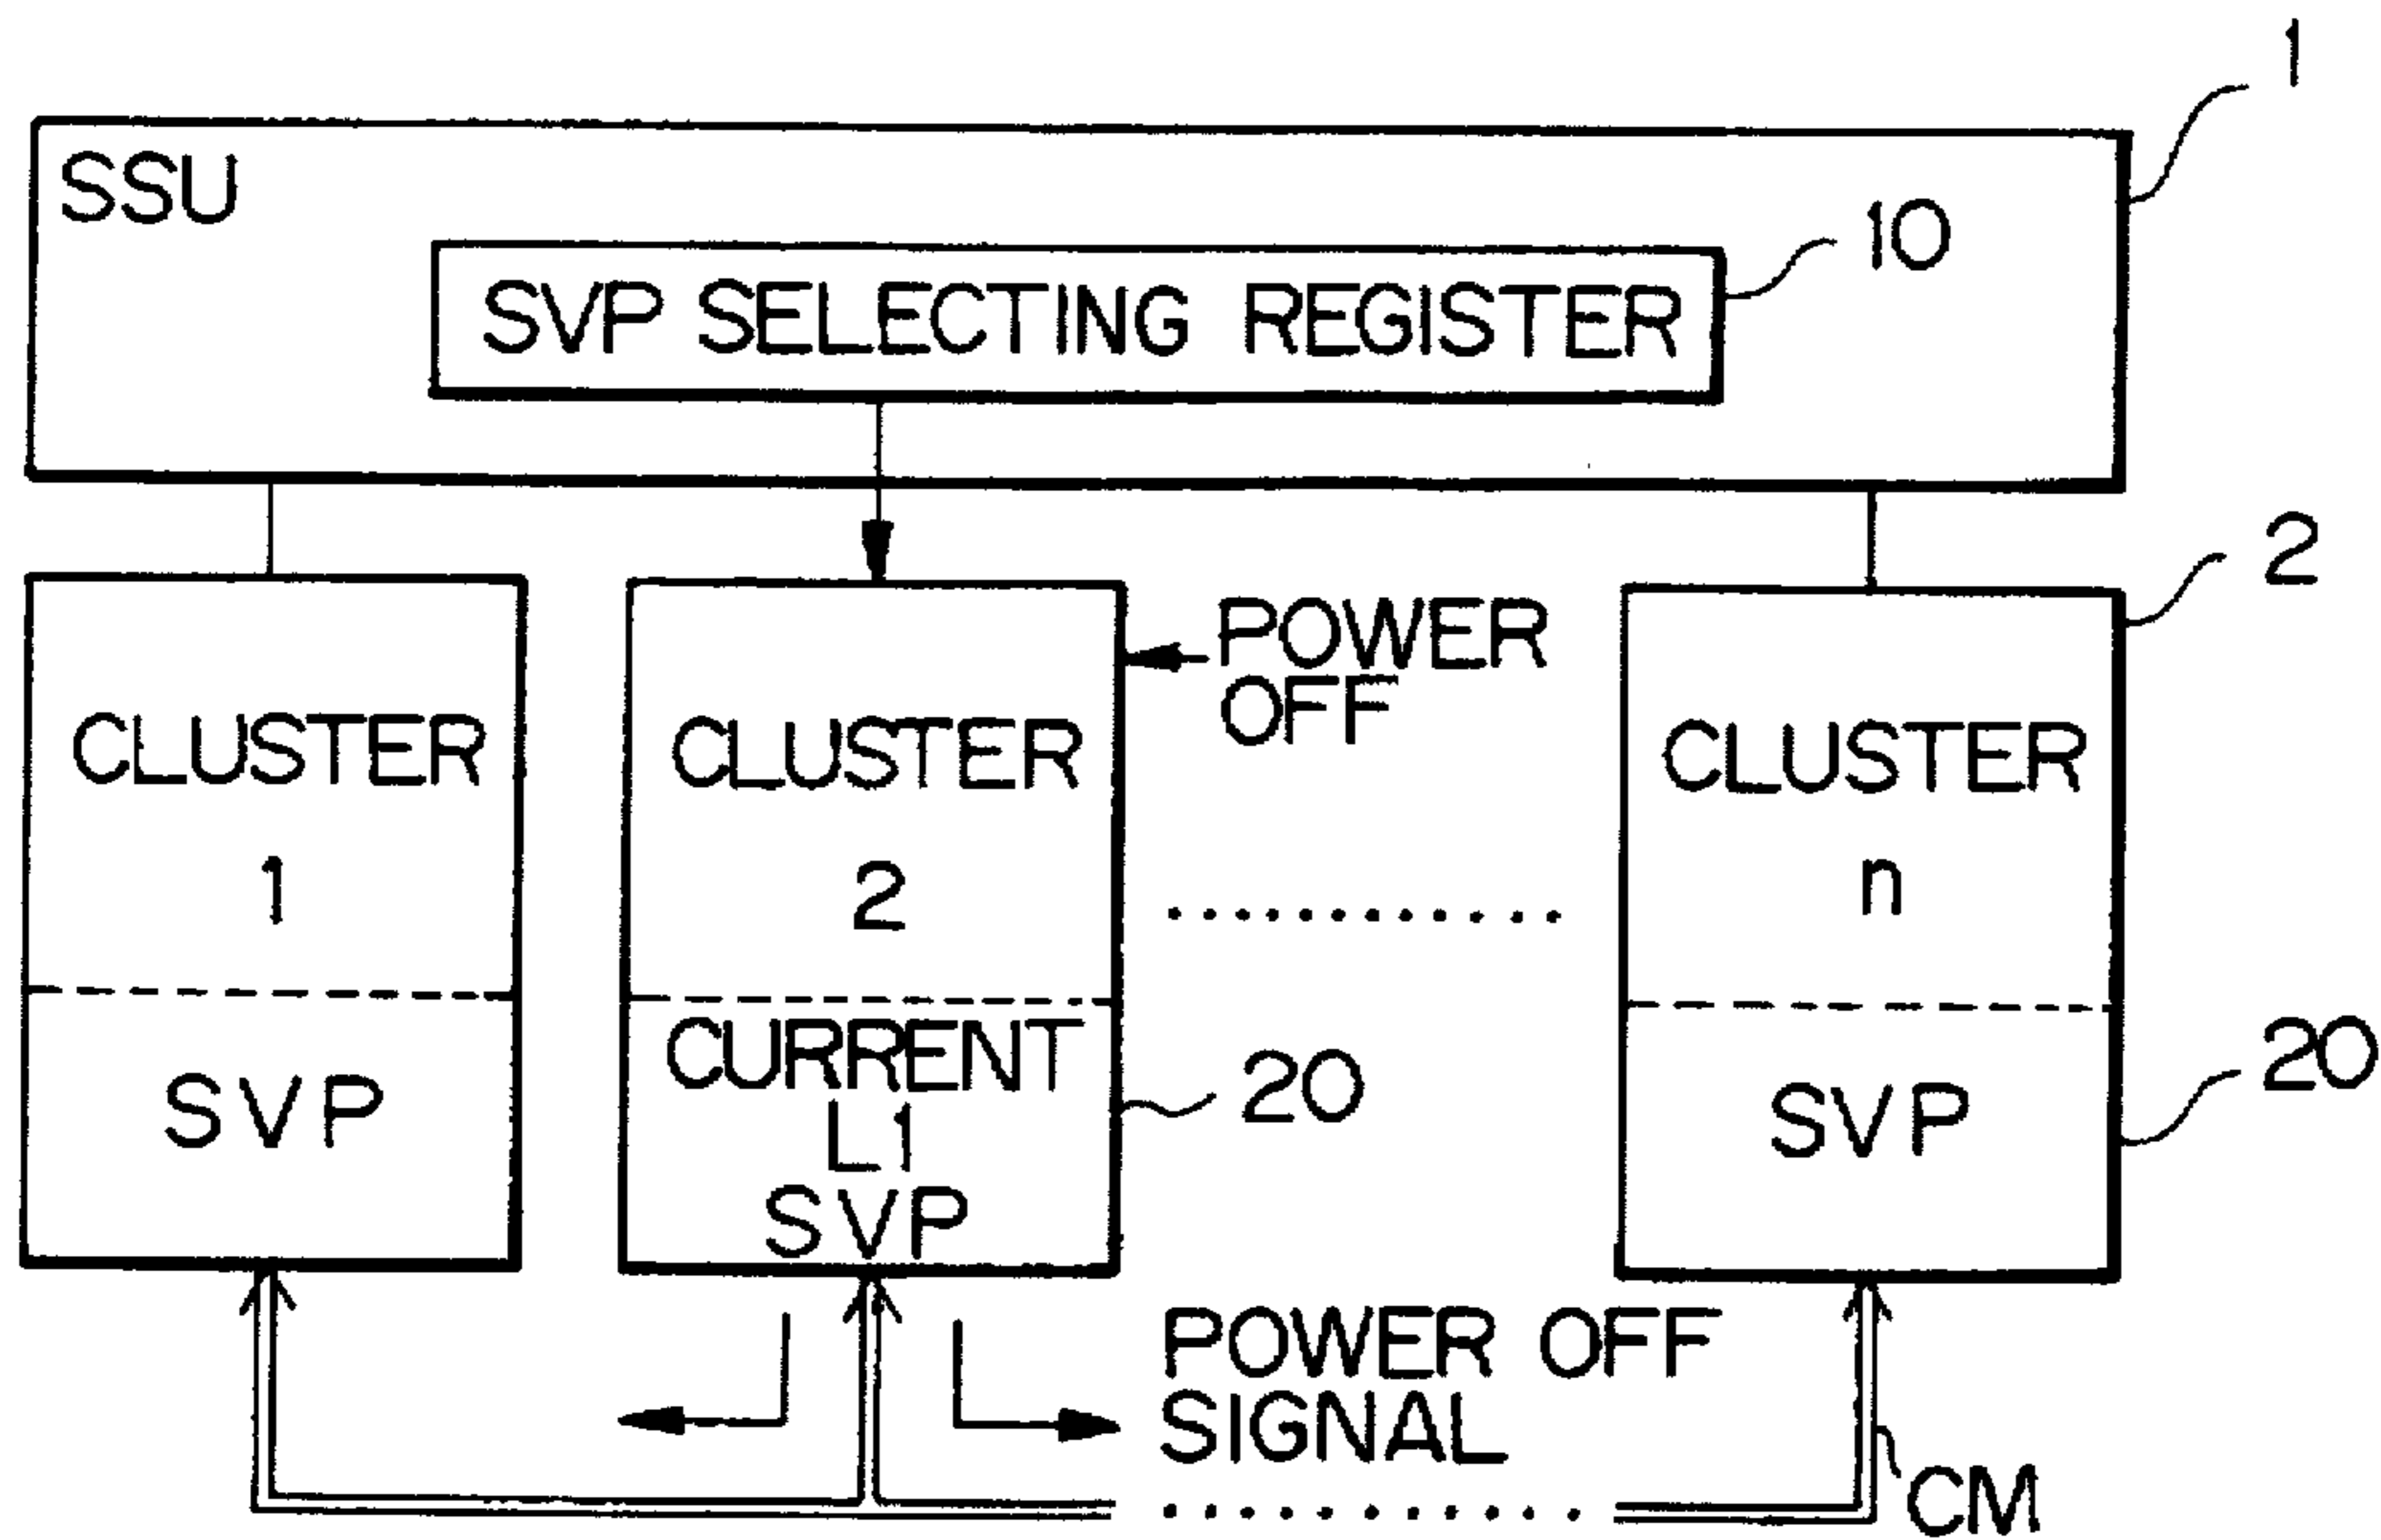 1
SSU
10
SVP SELECTING REGISTER
2
POWER
OFF
CLUSTER
1
CLUSTER
2
CLUSTER
n
SVP
CURRENT
L1
SVP
20
SVP
20
POWER OFF
SIGNAL
CM